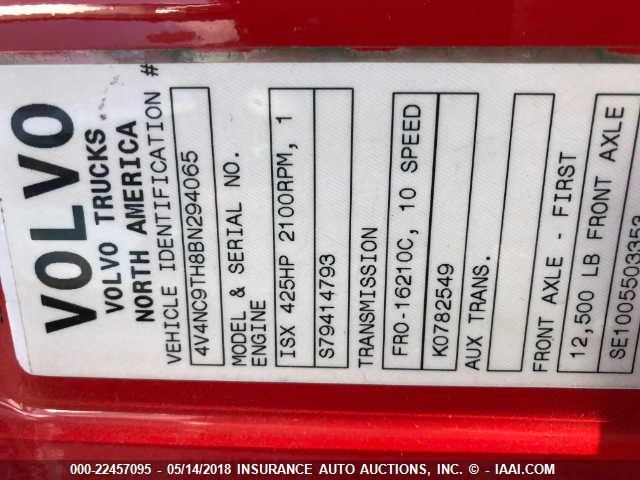 VOLVO
VOLVO TRUCKS
NORTH AMERICA
VEHICLE IDENTIFICATION #
4V4NC9TH8BN294065
MODEL & SERIAL NO.
ENGINE
ISX 425HP 2100RPM, 1
S79414793
TRANSMISSION
FRO-16210C, 10 SPEED
K0782549
AUX TRANS.
FRONT AXLE - FIRST
12,500 LB FRONT AXLE
SE1005503353
000-22457095 - 05/14/2018 INSURANCE AUTO AUCTIONS, INC. © - IAAI.COM